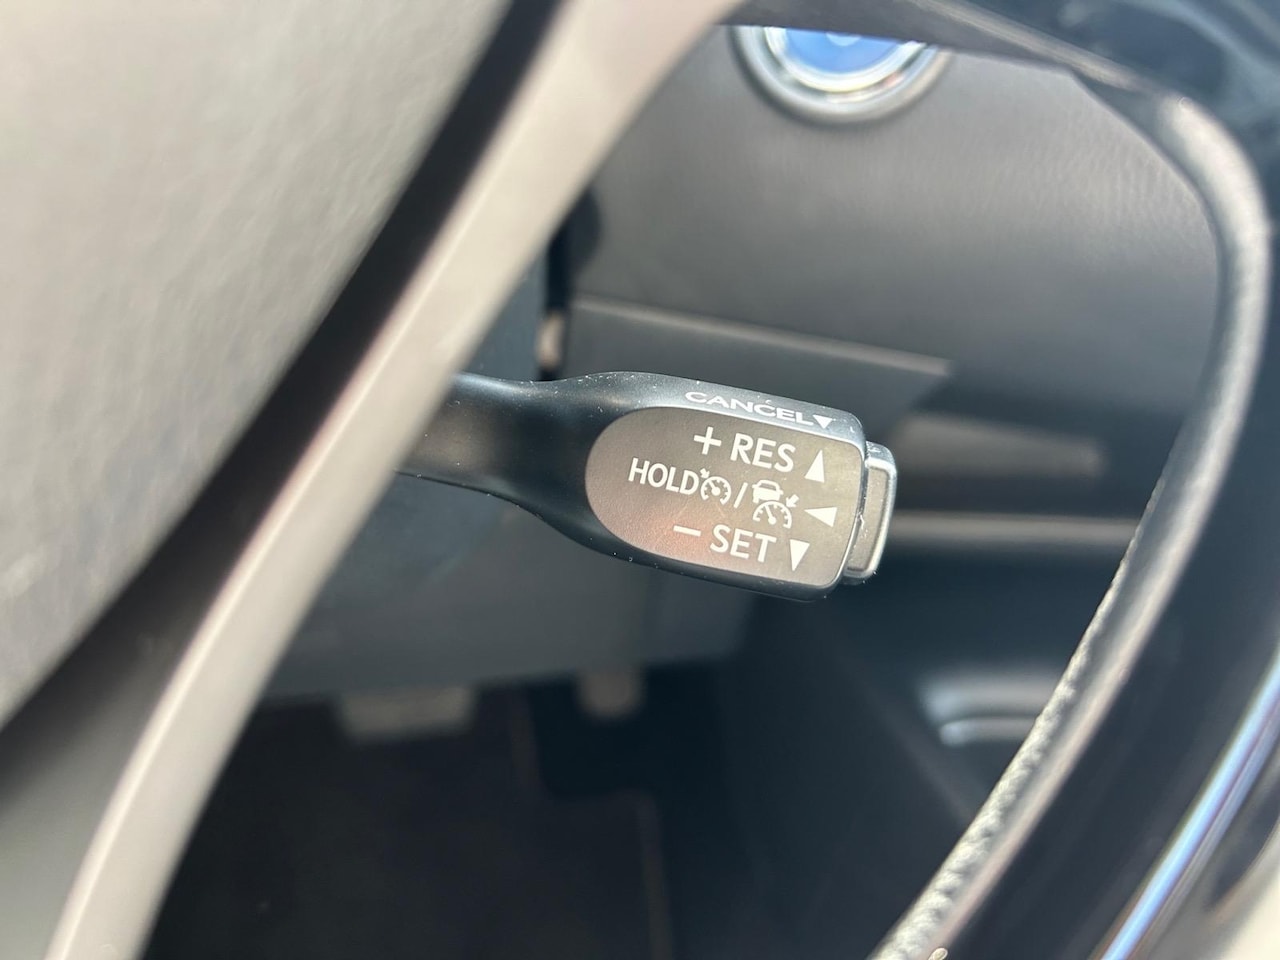 CANCEL▼
+ RES ▲
HOLD / ◀
− SET ▼